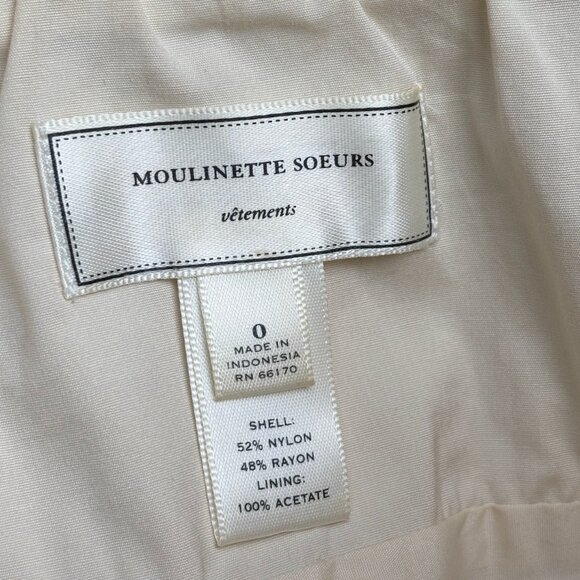 MOULINETTE SOEURS
vêtements
0
MADE IN
INDONESIA
RN 66170
SHELL:
52% NYLON
48% RAYON
LINING:
100% ACETATE